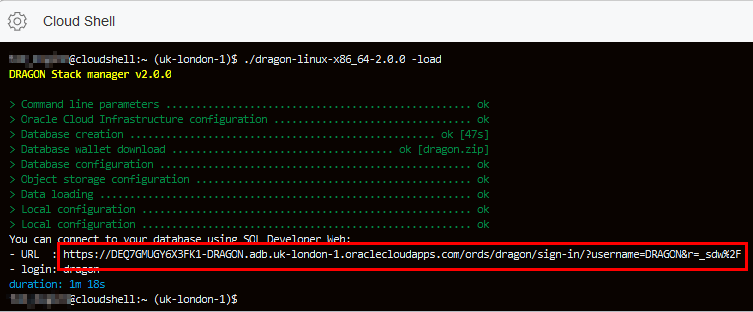 Cloud Shell
@cloudshell:~ (uk-london-1)$ ./dragon-linux-x86_64-2.0.0 -load
DRAGON Stack manager v2.0.0
> Command line parameters ................................................... ok
> Oracle Cloud Infrastructure configuration ................................. ok
> Database creation ................................................... ok [47s]
> Database wallet download ..................................... ok [dragon.zip]
> Database configuration .................................................... ok
> Object storage configuration .............................................. ok
> Data loading .............................................................. ok
> Local configuration ....................................................... ok
> Local configuration ....................................................... ok
You can connect to your database using SQL Developer Web:
- URL  : https://DEQ7GMUGY6X3FK1-DRAGON.adb.uk-london-1.oraclecloudapps.com/ords/dragon/sign-in/?username=DRAGON&r=_sdw%2F
- login: dragon
duration: 1m 18s
@cloudshell:~ (uk-london-1)$